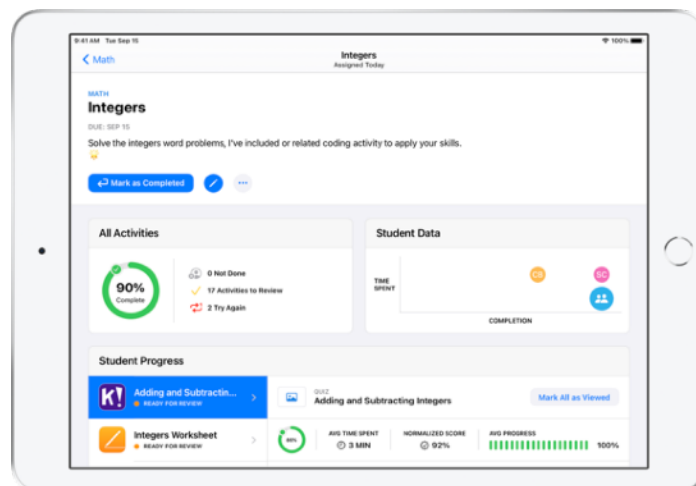 9:41 AM Tue Sep 15
100%
Math
Integers
Assigned Today
MATH
Integers
DUE: SEP 15
Solve the integers word problems, I've included or related coding activity to apply your skills.
Mark as Completed
All Activities
90%
Complete
0 Not Done
17 Activities to Review
2 Try Again
Student Data
TIME
SPENT
CS
SC
COMPLETION
Student Progress
K!
Adding and Subtractin...
READY FOR REVIEW
QUIZ
Adding and Subtracting Integers
Mark All as Viewed
Integers Worksheet
READY FOR REVIEW
AVG TIME SPENT
3 MIN
NORMALIZED SCORE
92%
AVG PROGRESS
100%